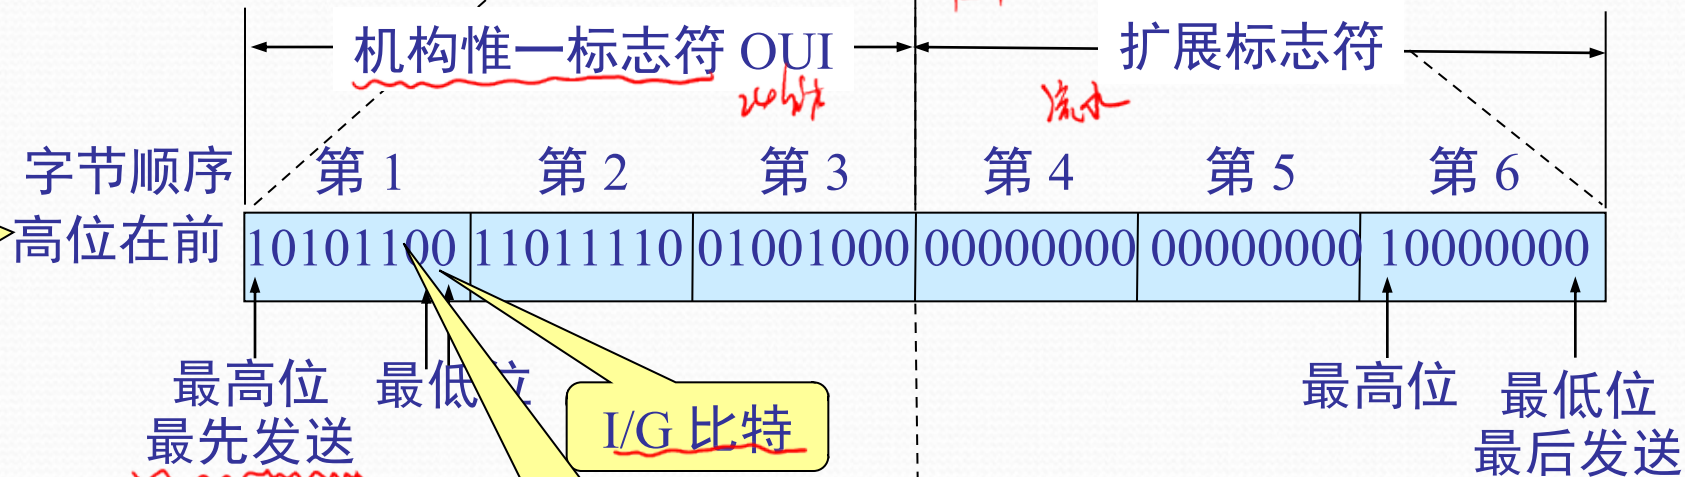 机构惟一标志符 OUI 扩展标志符
24bit 流水
字节顺序 第 1 第 2 第 3 第 4 第 5 第 6
高位在前 10101100 11011110 01001000 00000000 00000000 10000000
最高位 最低位 最高位 最低位
最先发送 I/G 比特 最后发送